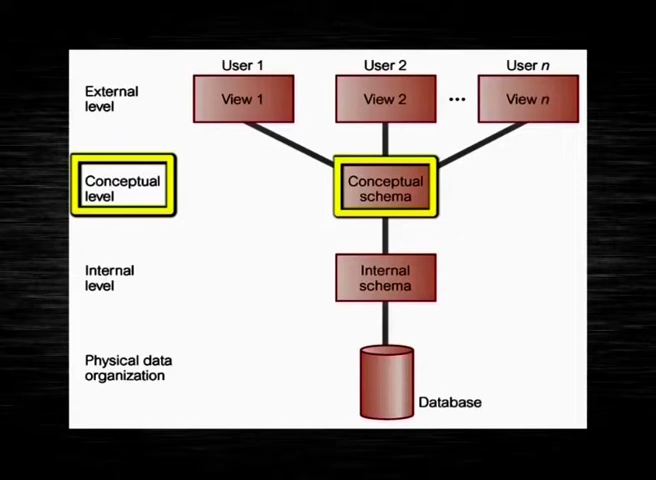 User 1
User 2
User n
External
level
View 1
View 2
...
View n
Conceptual
level
Conceptual
schema
Internal
level
Internal
schema
Physical data
organization
Database